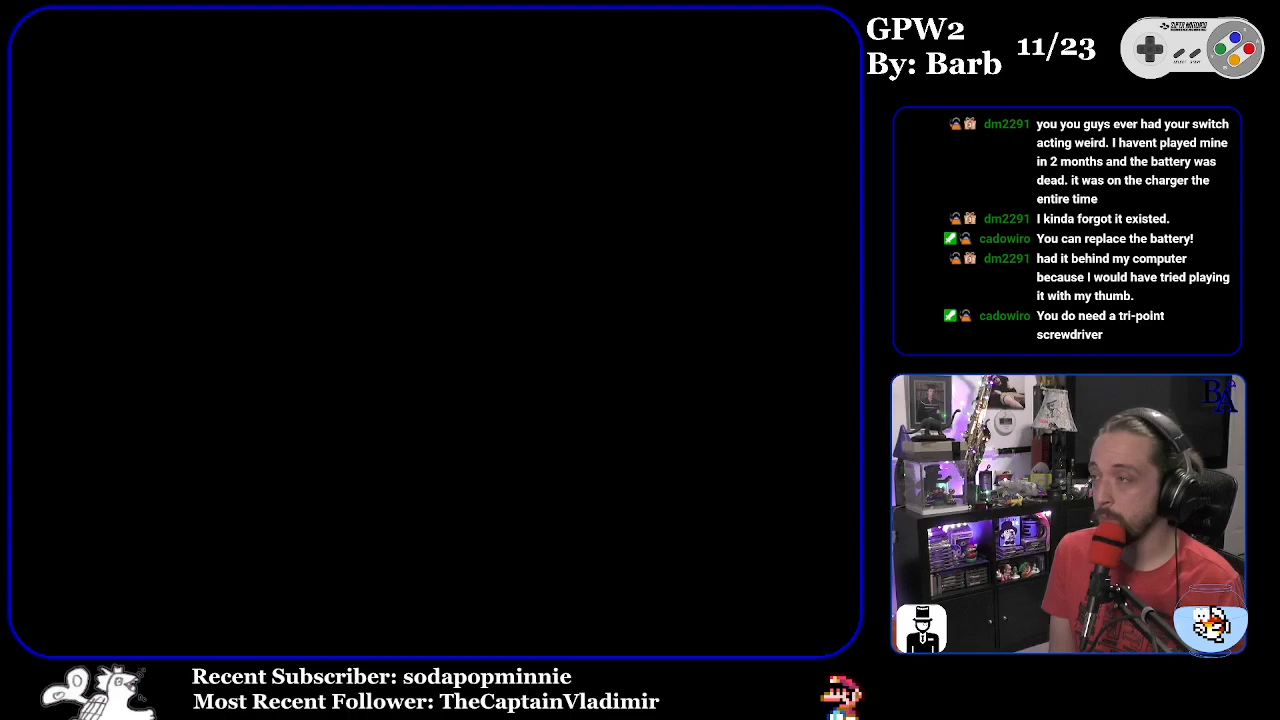 GPW2
By: Barb
11/23
dm2291 you you guys ever had your switch
acting weird. I havent played mine
in 2 months and the battery was
dead. it was on the charger the
entire time
dm2291 I kinda forgot it existed.
cadowiro You can replace the battery!
dm2291 had it behind my computer
because I would have tried playing
it with my thumb.
cadowiro You do need a tri-point
screwdriver
Recent Subscriber: sodapopminnie
Most Recent Follower: TheCaptainVladimir